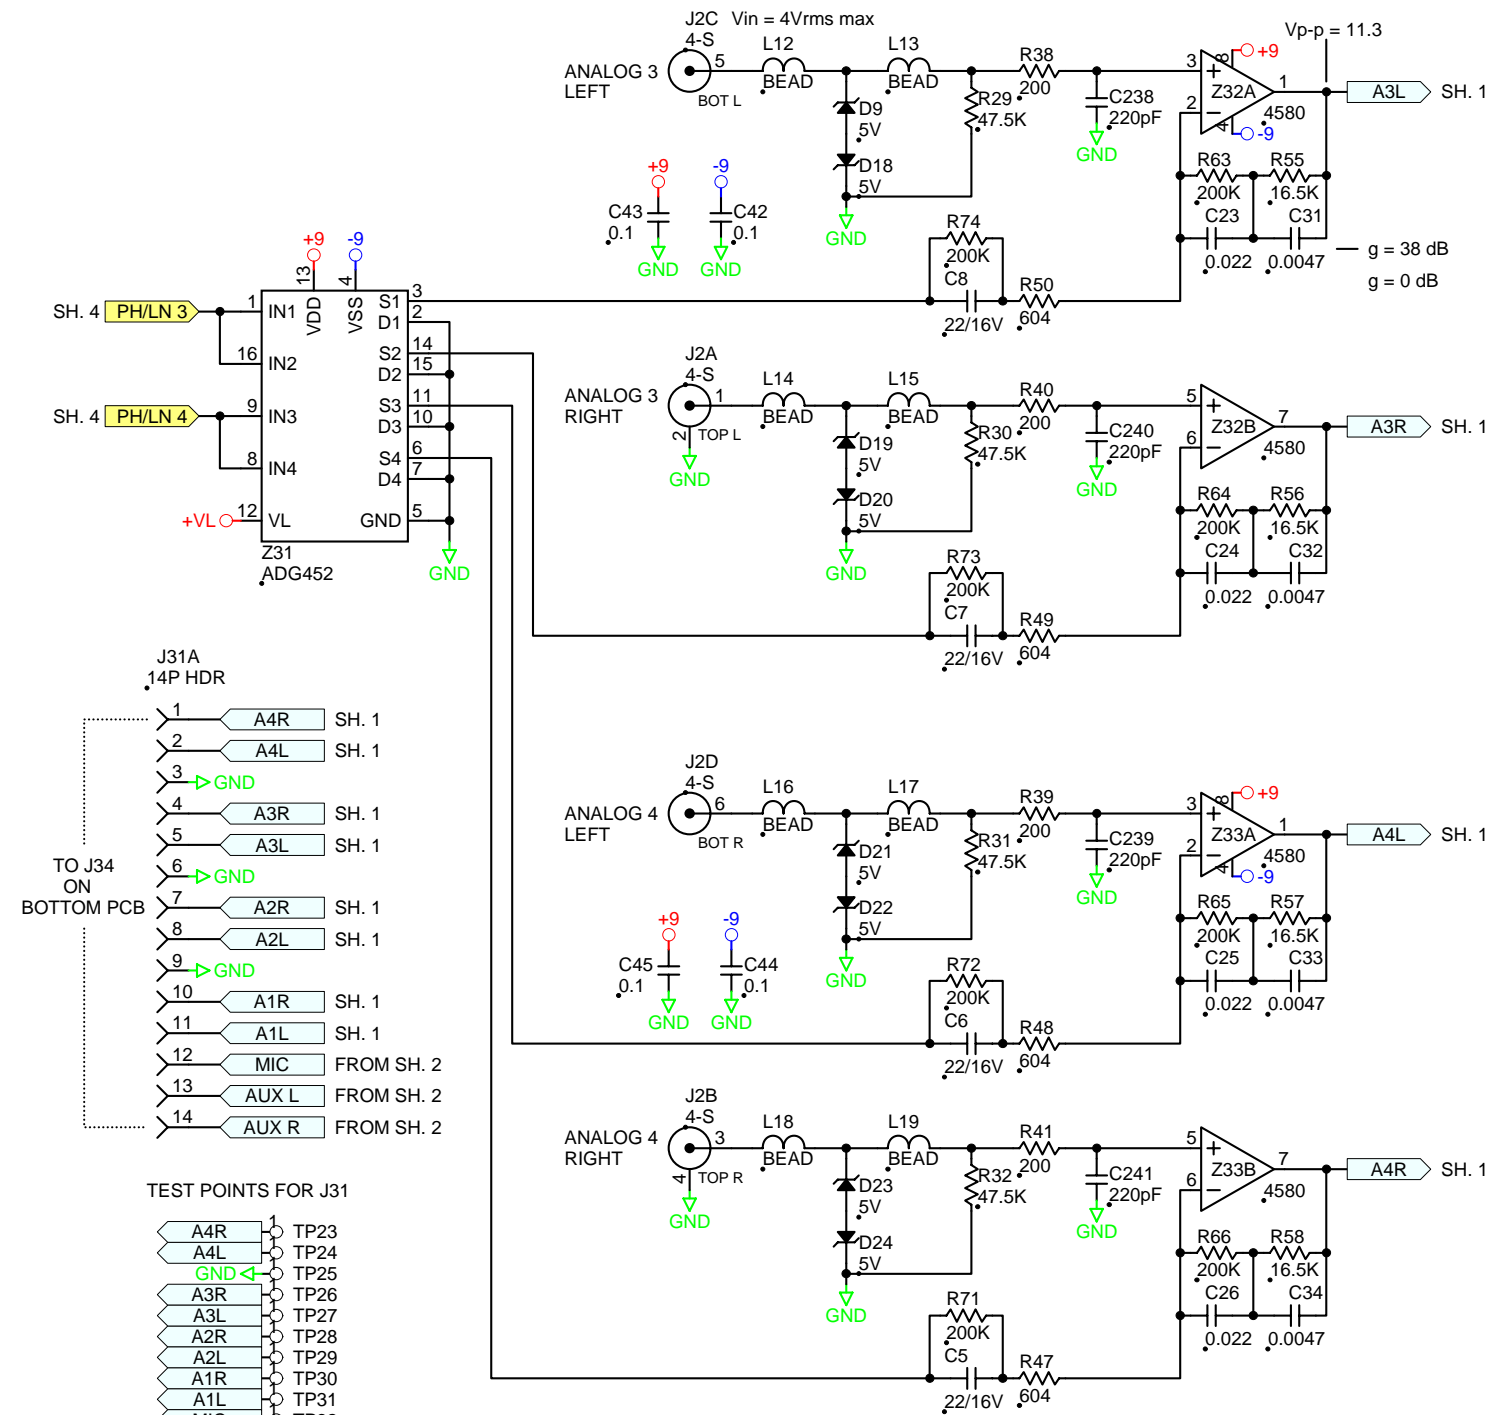 J2C Vin = 4Vrms max
4-S
ANALOG 3
LEFT
5
BOT L
L12
BEAD
L13
BEAD
D9
5V
D18
5V
GND
R29
47.5K
R38
200
C238
220pF
GND
3
2
8
+9
Z32A
4
-9
1
4580
Vp-p = 11.3
A3L SH. 1
R63
200K
R55
16.5K
C23
0.022
C31
0.0047
g = 38 dB
g = 0 dB
+9
C43
0.1
GND
-9
C42
0.1
GND
R74
200K
C8
22/16V
R50
604
+9
13
VDD
-9
4
VSS
SH. 4 PH/LN 3
1 IN1
16 IN2
SH. 4 PH/LN 4
9 IN3
8 IN4
+VL 12 VL
S1 3
D1 2
S2 14
D2 15
S3 11
D3 10
S4 6
D4 7
GND 5
GND
Z31
ADG452
J2A
4-S
ANALOG 3
RIGHT
1
2 TOP L
GND
L14
BEAD
L15
BEAD
D19
5V
D20
5V
GND
R30
47.5K
R40
200
C240
220pF
GND
5
6
Z32B
7
4580
A3R SH. 1
R64
200K
R56
16.5K
C24
0.022
C32
0.0047
R73
200K
C7
22/16V
R49
604
J31A
14P HDR
TO J34
ON
BOTTOM PCB
1 A4R SH. 1
2 A4L SH. 1
3 GND
4 A3R SH. 1
5 A3L SH. 1
6 GND
7 A2R SH. 1
8 A2L SH. 1
9 GND
10 A1R SH. 1
11 A1L SH. 1
12 MIC FROM SH. 2
13 AUX L FROM SH. 2
14 AUX R FROM SH. 2
J2D
4-S
ANALOG 4
LEFT
6
BOT R
L16
BEAD
L17
BEAD
D21
5V
D22
5V
GND
R31
47.5K
R39
200
C239
220pF
GND
3
2
8
+9
Z33A
4
-9
1
4580
A4L SH. 1
R65
200K
R57
16.5K
C25
0.022
C33
0.0047
+9
C45
0.1
GND
-9
C44
0.1
GND
R72
200K
C6
22/16V
R48
604
J2B
4-S
ANALOG 4
RIGHT
3
4 TOP R
GND
L18
BEAD
L19
BEAD
D23
5V
D24
5V
GND
R32
47.5K
R41
200
C241
220pF
GND
5
6
Z33B
7
4580
A4R SH. 1
R66
200K
R58
16.5K
C26
0.022
C34
0.0047
R71
200K
C5
22/16V
R47
604
TEST POINTS FOR J31
1
A4R TP23
A4L TP24
GND TP25
A3R TP26
A3L TP27
A2R TP28
A2L TP29
A1R TP30
A1L TP31